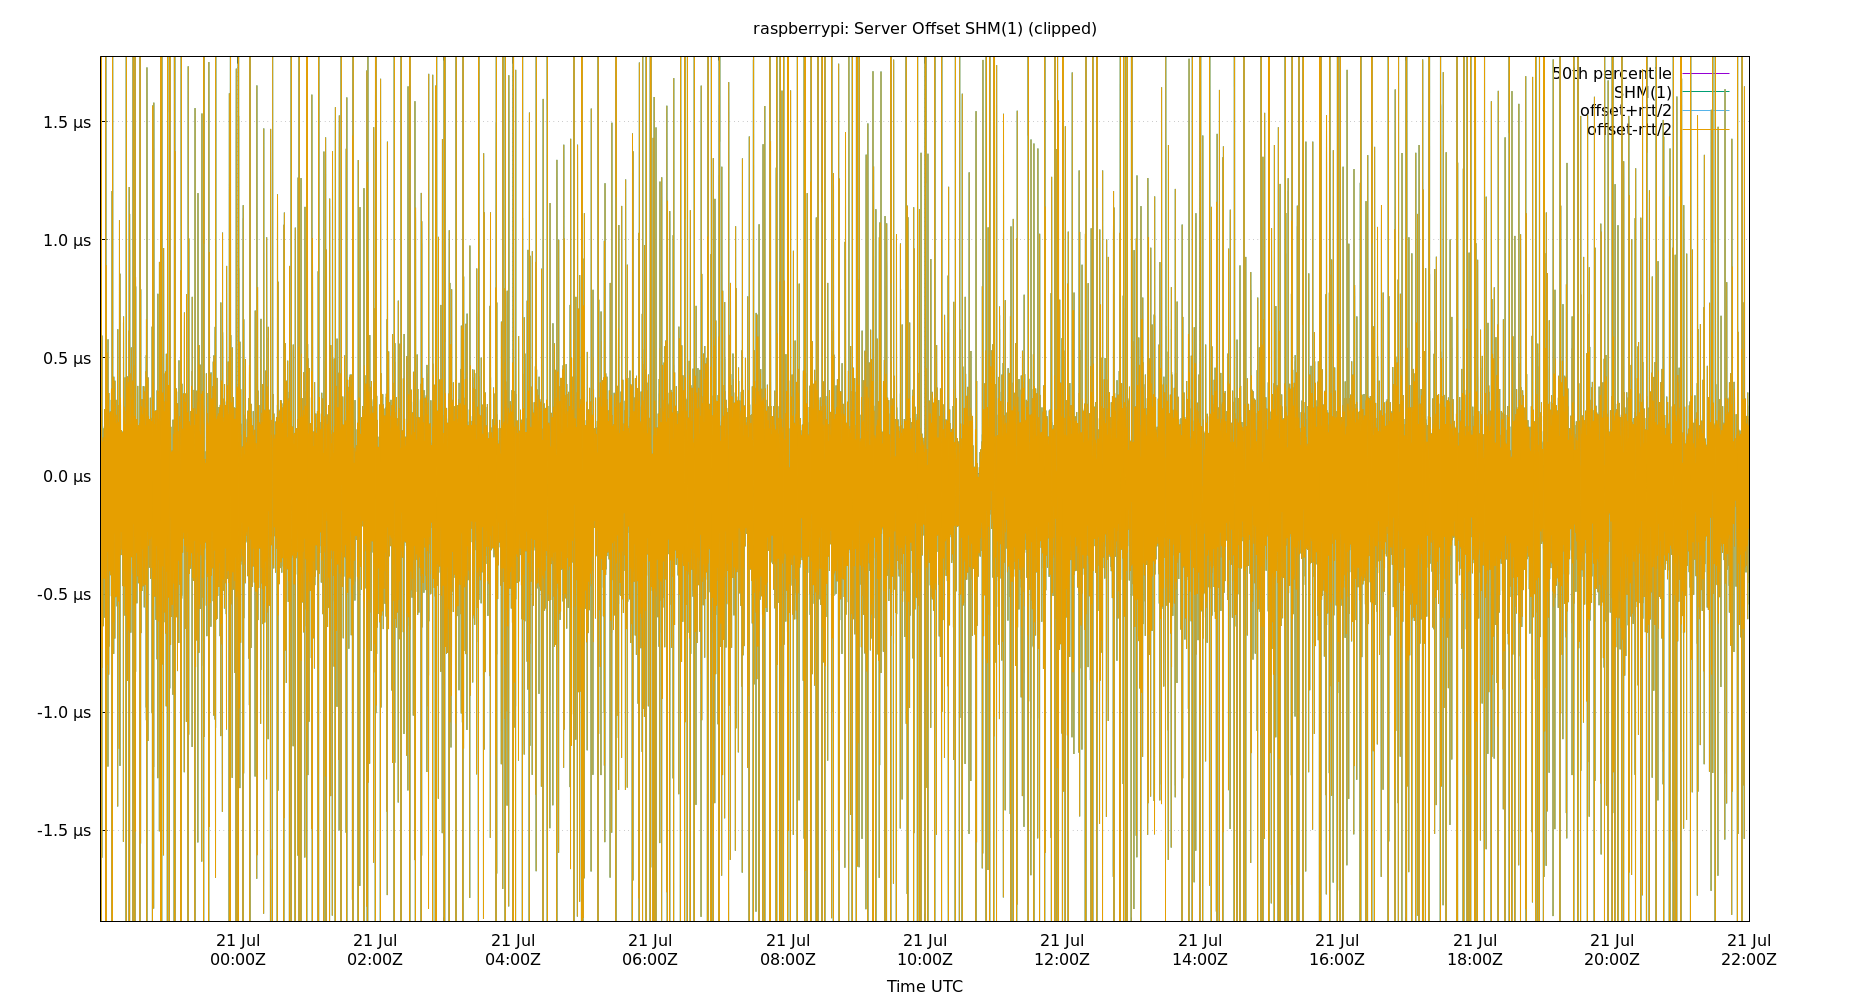 raspberrypi: Server Offset SHM(1) (clipped)
50th percentile
SHM(1)
offset+rtt/2
offset-rtt/2
1.5 µs
1.0 µs
0.5 µs
0.0 µs
-0.5 µs
-1.0 µs
-1.5 µs
21 Jul 21 Jul 21 Jul 21 Jul 21 Jul 21 Jul 21 Jul 21 Jul 21 Jul 21 Jul 21 Jul 21 Jul
00:00Z 02:00Z 04:00Z 06:00Z 08:00Z 10:00Z 12:00Z 14:00Z 16:00Z 18:00Z 20:00Z 22:00Z
Time UTC